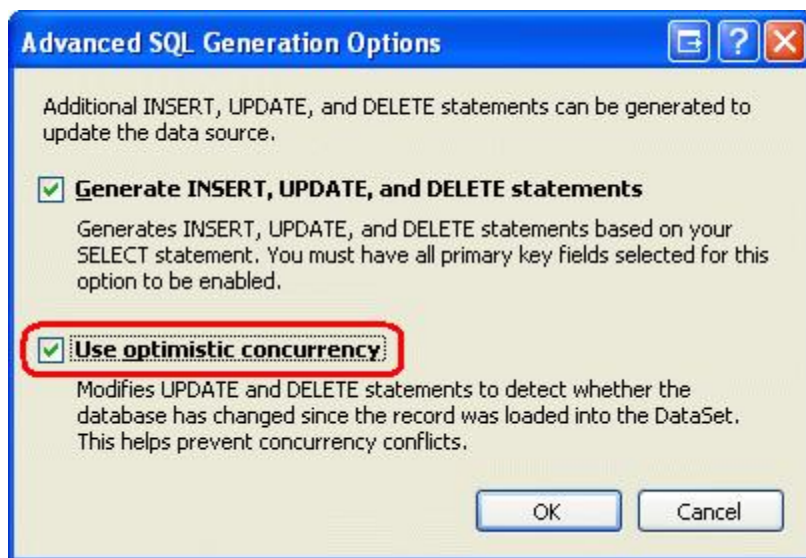 Advanced SQL Generation Options
Additional INSERT, UPDATE, and DELETE statements can be generated to
update the data source.
Generate INSERT, UPDATE, and DELETE statements
Generates INSERT, UPDATE, and DELETE statements based on your
SELECT statement. You must have all primary key fields selected for this
option to be enabled.
Use optimistic concurrency
Modifies UPDATE and DELETE statements to detect whether the
database has changed since the record was loaded into the DataSet.
This helps prevent concurrency conflicts.
OK Cancel